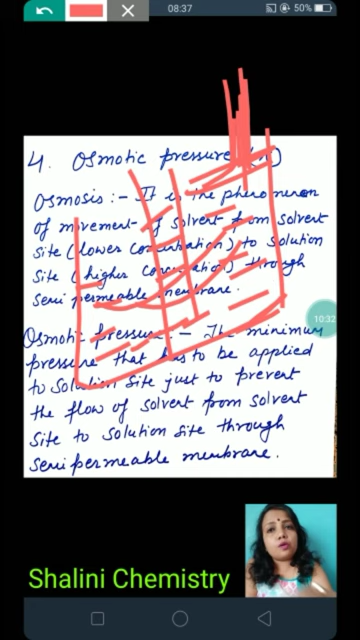 08:37
50%
4. Osmotic pressure (π)
Osmosis :- It is the phenomenon
of movement of solvent from solvent
site (lower concentration) to solution
site (higher concentration) through
semi permeable membrane.
10:32
Osmotic pressure :- The minimum
pressure that has to be applied
to solution site just to prevent
the flow of solvent from solvent
site to solution site through
semipermeable membrane.
Shalini Chemistry